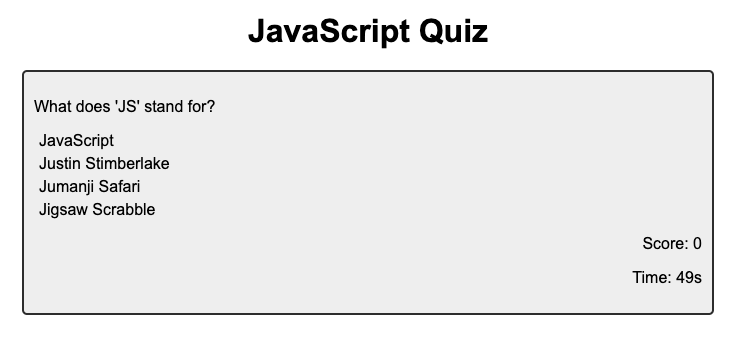 JavaScript Quiz
What does 'JS' stand for?
JavaScript
Justin Stimberlake
Jumanji Safari
Jigsaw Scrabble
Score: 0
Time: 49s